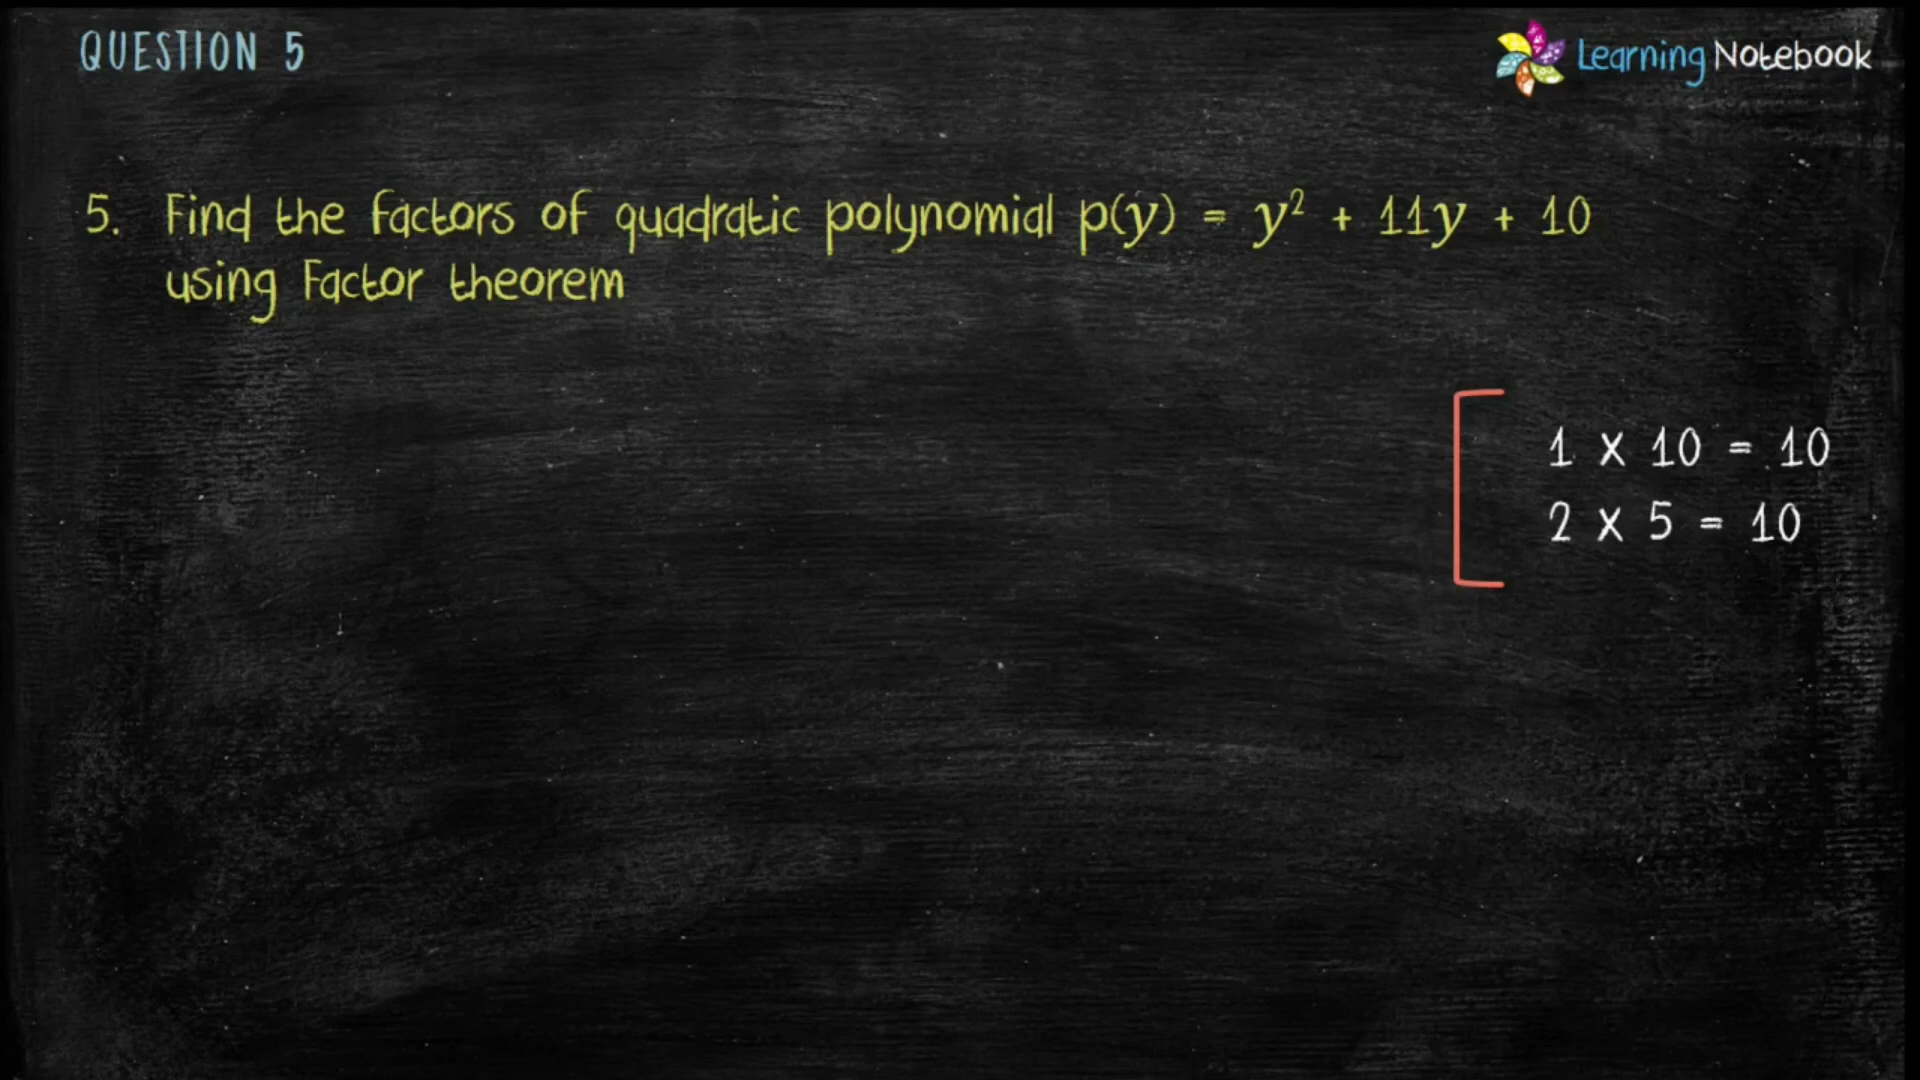 QUESTION 5
Learning Notebook
5. Find the factors of quadratic polynomial p(y) = y² + 11y + 10
using Factor theorem
1 x 10 = 10
2 x 5 = 10